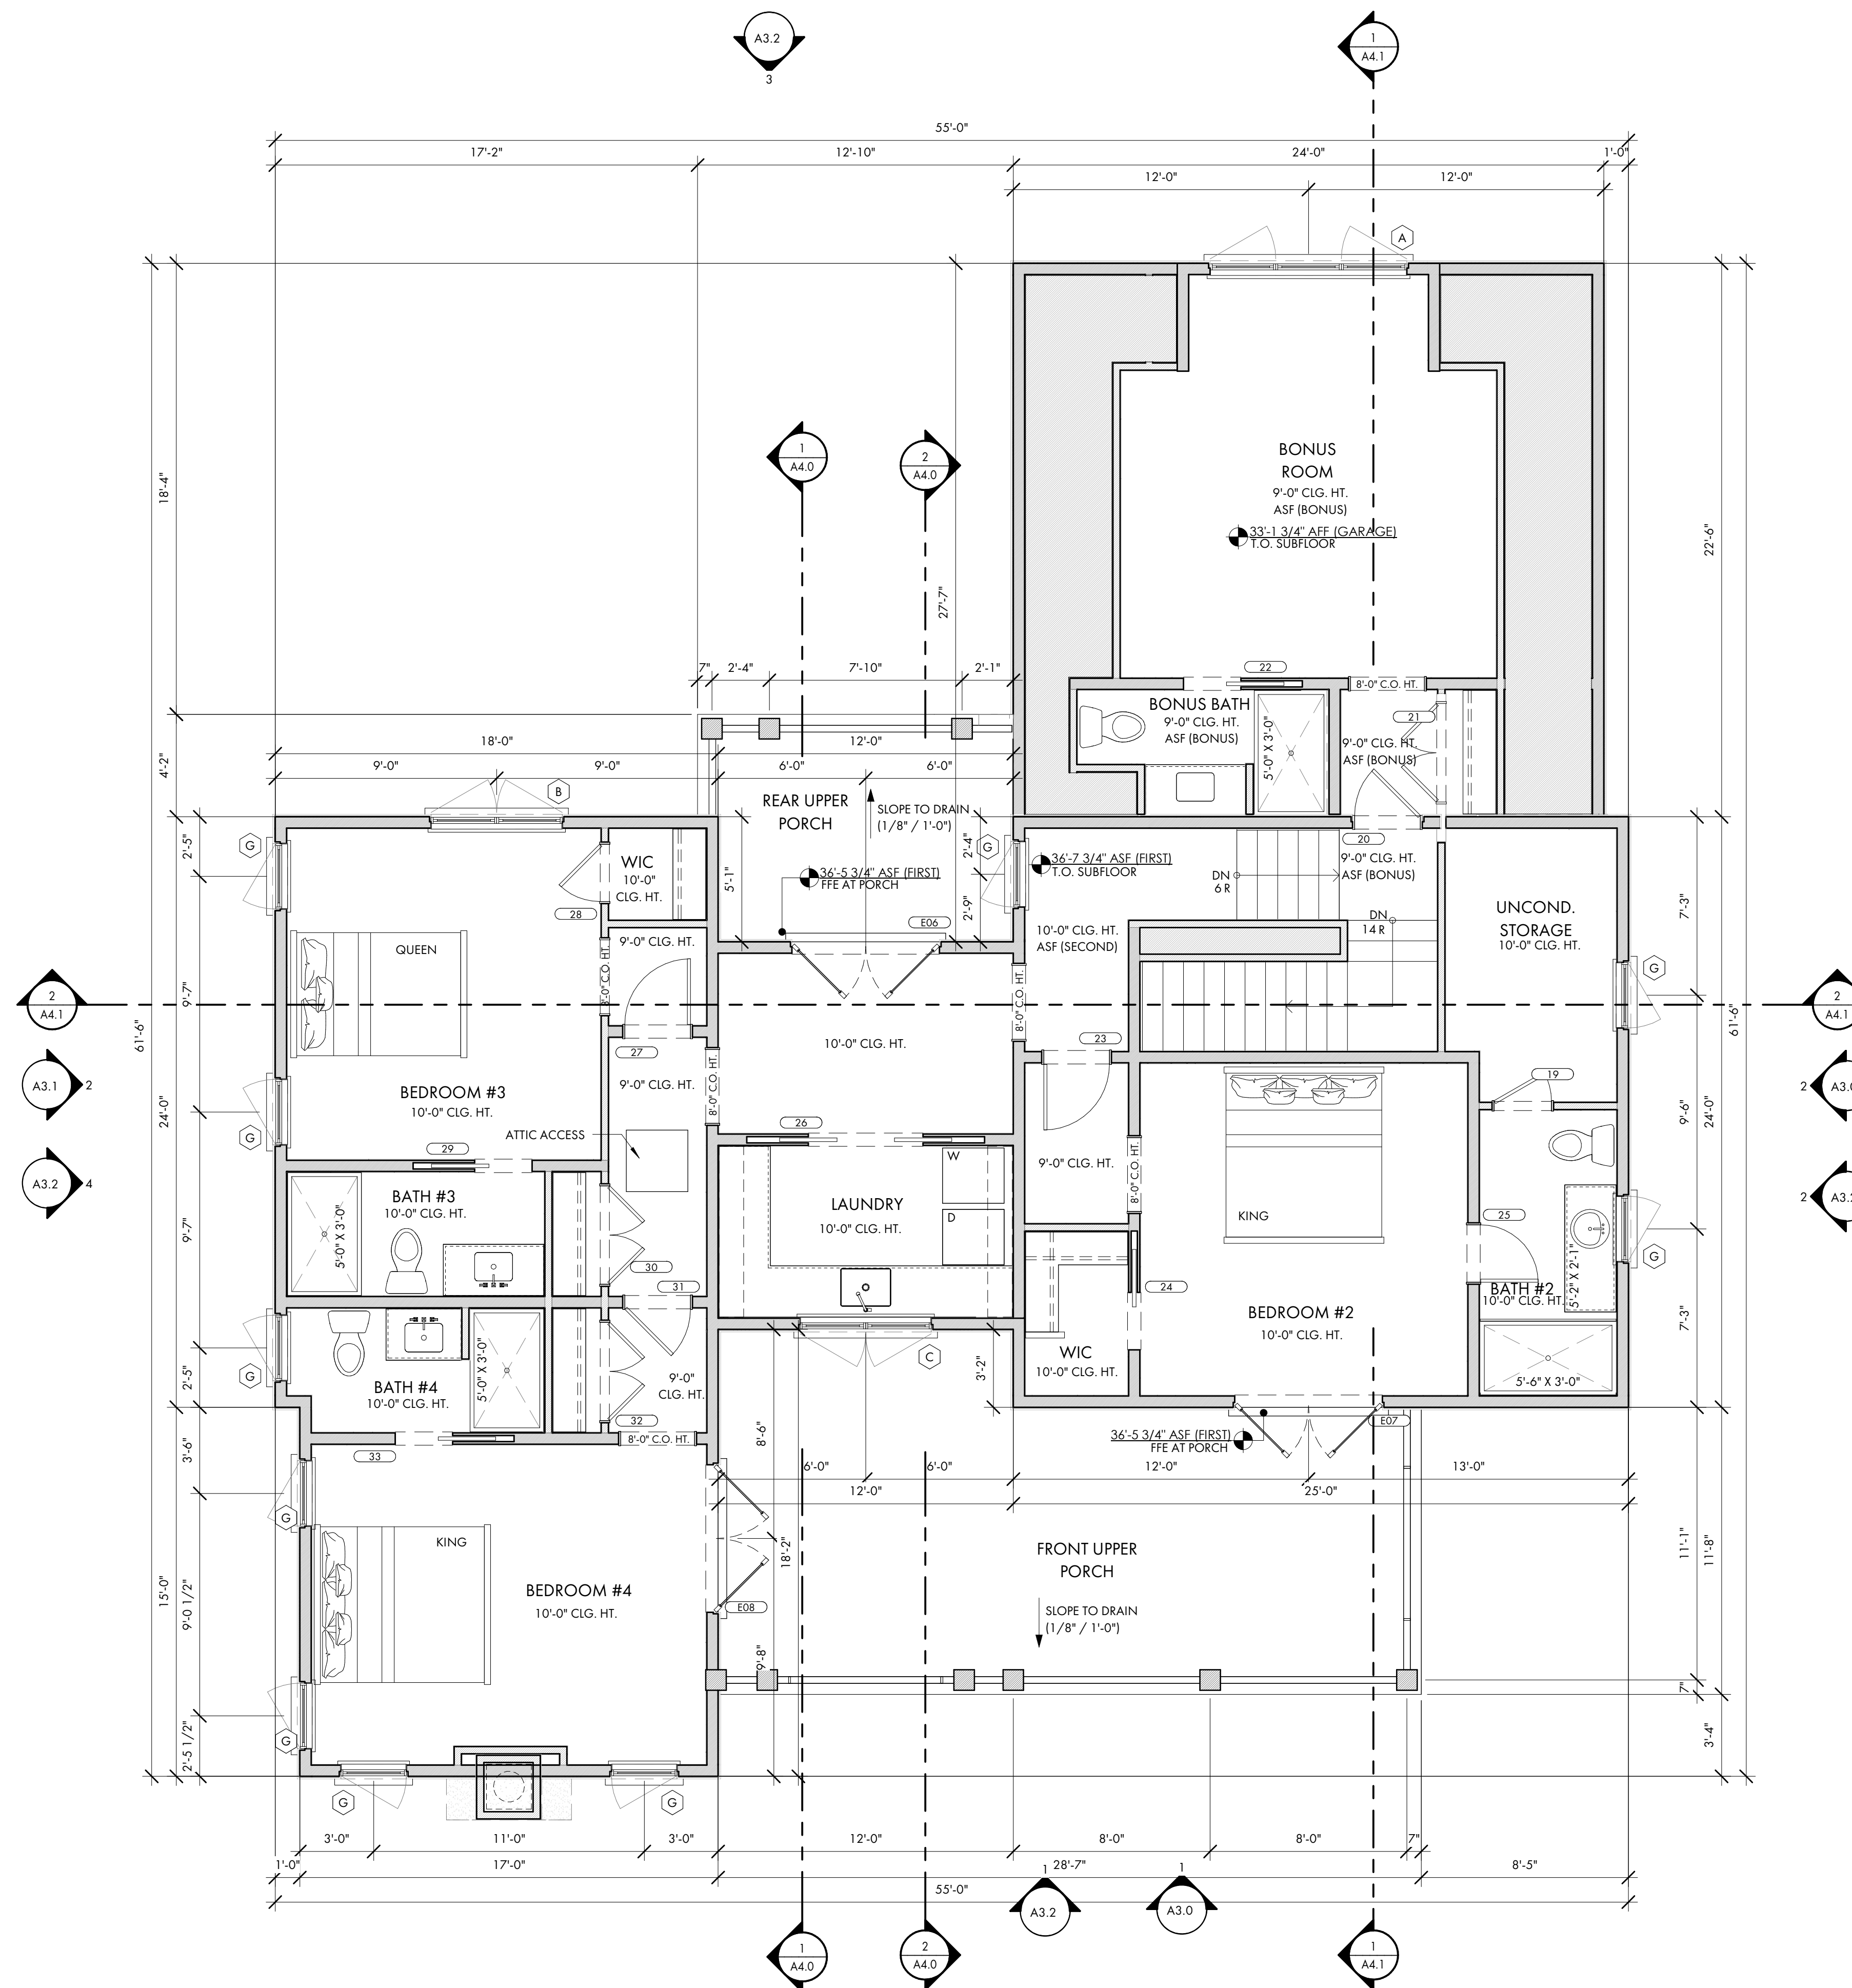 A3.2
3
1
A4.1
55'-0"
17'-2"
12'-10"
24'-0"
1'-0"
12'-0"
12'-0"
A
18'-4"
22'-6"
1
A4.0
2
A4.0
27'-7"
BONUS
ROOM
9'-0" CLG. HT.
ASF (BONUS)
33'-1 3/4" AFF (GARAGE)
T.O. SUBFLOOR
7"
2'-4"
7'-10"
2'-1"
22
8'-0" C.O. HT.
BONUS BATH
9'-0" CLG. HT.
ASF (BONUS)
5'-0" X 3'-0"
21
9'-0" CLG. HT.
ASF (BONUS)
18'-0"
12'-0"
4'-2"
9'-0"
9'-0"
6'-0"
6'-0"
B
REAR UPPER
PORCH
SLOPE TO DRAIN
(1/8" / 1'-0")
G
2'-5"
WIC
10'-0"
CLG. HT.
5'-1"
36'-5 3/4" ASF (FIRST)
FFE AT PORCH
2'-4"
G
36'-7 3/4" ASF (FIRST)
T.O. SUBFLOOR
20
9'-0" CLG. HT.
ASF (BONUS)
DN
6 R
28
E06
2'-9"
DN
14 R
UNCOND.
STORAGE
10'-0" CLG. HT.
7'-3"
QUEEN
9'-0" CLG. HT.
10'-0" CLG. HT.
ASF (SECOND)
8'-0" C.O. HT.
8'-0" C.O. HT.
G
2
A4.1
9'-7"
61'-6"
61'-6"
2
A4.1
27
10'-0" CLG. HT.
23
A3.1
2
BEDROOM #3
10'-0" CLG. HT.
9'-0" CLG. HT.
8'-0" C.O. HT.
19
2
A3.0
24'-0"
9'-6"
24'-0"
G
ATTIC ACCESS
26
29
W
9'-0" CLG. HT.
8'-0" C.O. HT.
A3.2
4
BATH #3
10'-0" CLG. HT.
5'-0" X 3'-0"
LAUNDRY
10'-0" CLG. HT.
D
KING
25
2
9'-7"
30
31
24
BATH #2
10'-0" CLG. HT.
5'-2" X 2'-1"
G
BEDROOM #2
10'-0" CLG. HT.
7'-3"
G
2'-5"
BATH #4
10'-0" CLG. HT.
5'-0" X 3'-0"
9'-0"
CLG. HT.
C
3'-2"
WIC
10'-0" CLG. HT.
5'-6" X 3'-0"
32
8'-0" C.O. HT.
33
3'-6"
8'-6"
36'-5 3/4" ASF (FIRST)
FFE AT PORCH
E07
6'-0"
6'-0"
12'-0"
13'-0"
12'-0"
25'-0"
G
KING
18'-2"
FRONT UPPER
PORCH
11'-1"
11'-8"
15'-0"
9'-0 1/2"
BEDROOM #4
10'-0" CLG. HT.
E08
SLOPE TO DRAIN
(1/8" / 1'-0")
9'-8"
7"
G
2'-5 1/2"
3'-4"
G
G
3'-0"
11'-0"
3'-0"
12'-0"
8'-0"
8'-0"
7"
1'-0"
17'-0"
28'-7"
8'-5"
55'-0"
1
A3.2
1
A3.0
1
A4.0
2
A4.0
1
A4.1